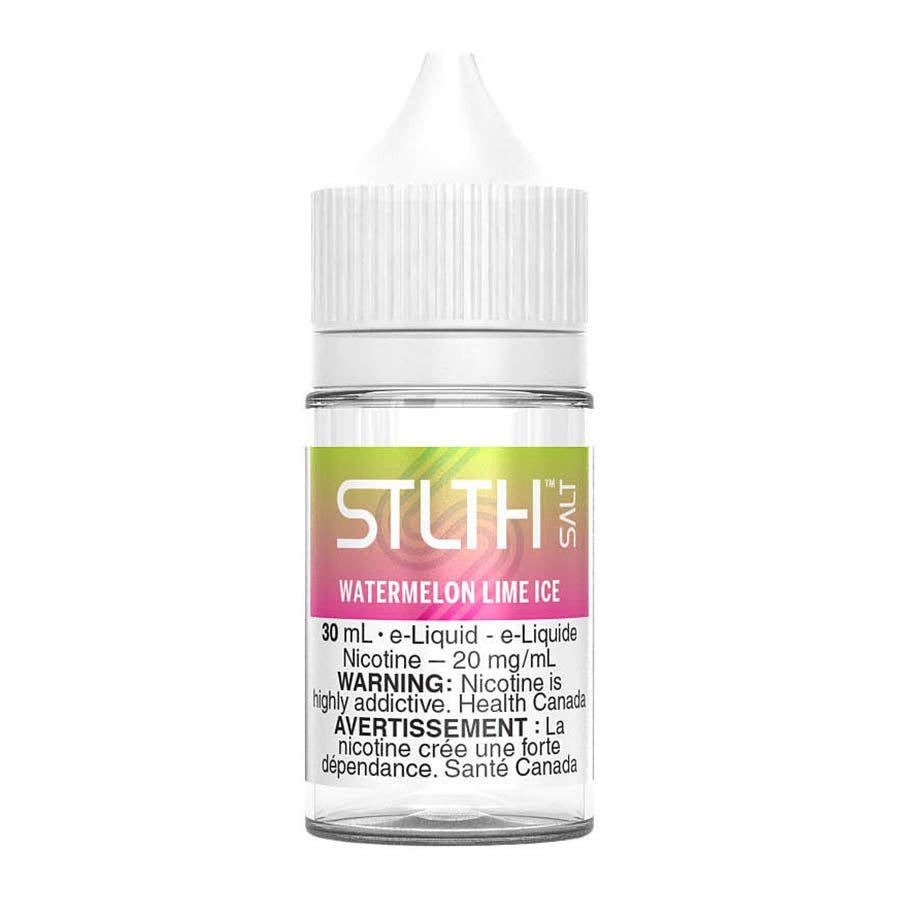 STLTH™ SALT
WATERMELON LIME ICE
30 mL • e-Liquid - e-Liquide
Nicotine – 20 mg/mL
WARNING: Nicotine is
highly addictive. Health Canada
AVERTISSEMENT : La
nicotine crée une forte
dépendance. Santé Canada